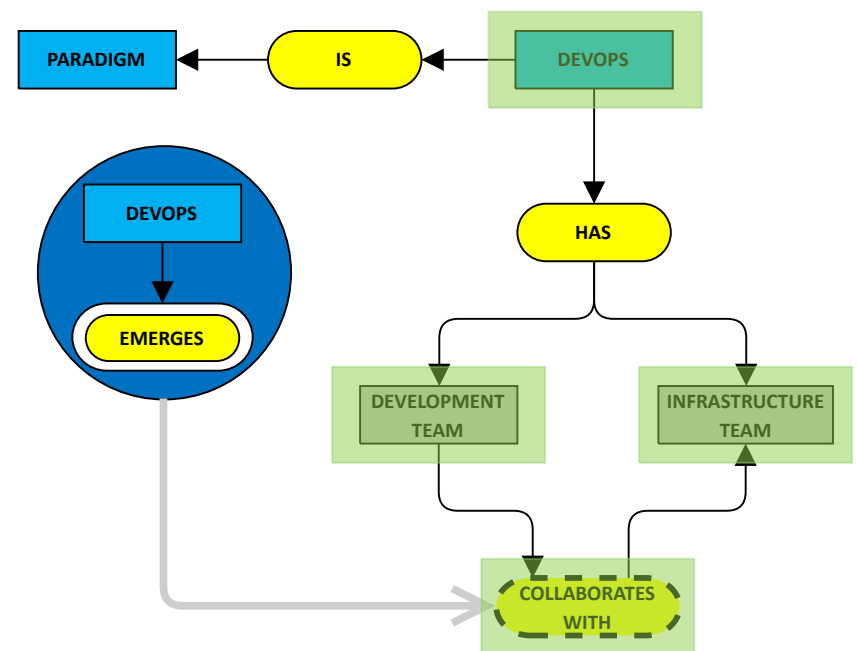 PARADIGM
IS
DEVOPS
DEVOPS
HAS
EMERGES
DEVELOPMENT
TEAM
INFRASTRUCTURE
TEAM
COLLABORATES
WITH